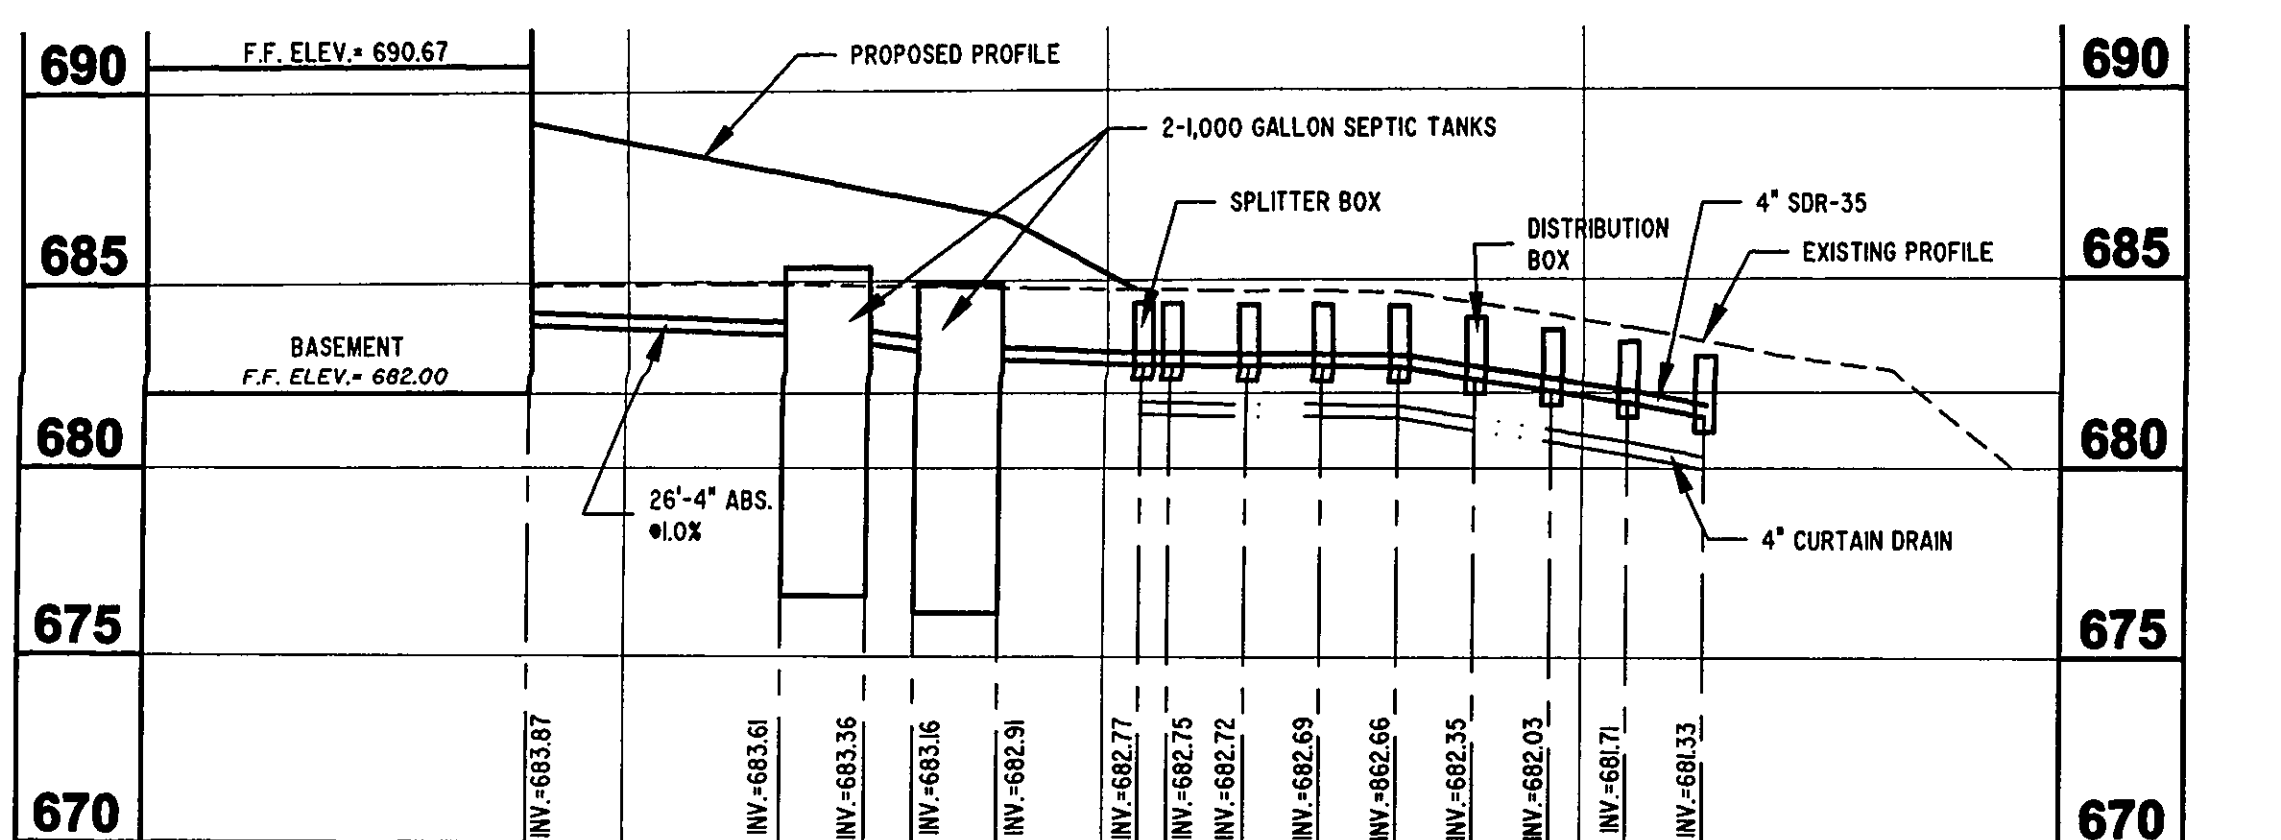 690
F.F. ELEV.= 690.67
PROPOSED PROFILE
690
2-1,000 GALLON SEPTIC TANKS
SPLITTER BOX
4" SDR-35
DISTRIBUTION
BOX
EXISTING PROFILE
685
685
BASEMENT
F.F. ELEV.= 682.00
680
680
26'-4" ABS.
@1.0%
4" CURTAIN DRAIN
675
675
INV.=683.87
INV.=683.61
INV.=683.36
INV.=683.16
INV.=682.91
INV.=682.77
INV.=682.75
INV.=682.72
INV.=682.69
INV.=862.66
INV.=682.35
INV.=682.03
INV.=681.71
INV.=681.33
670
670